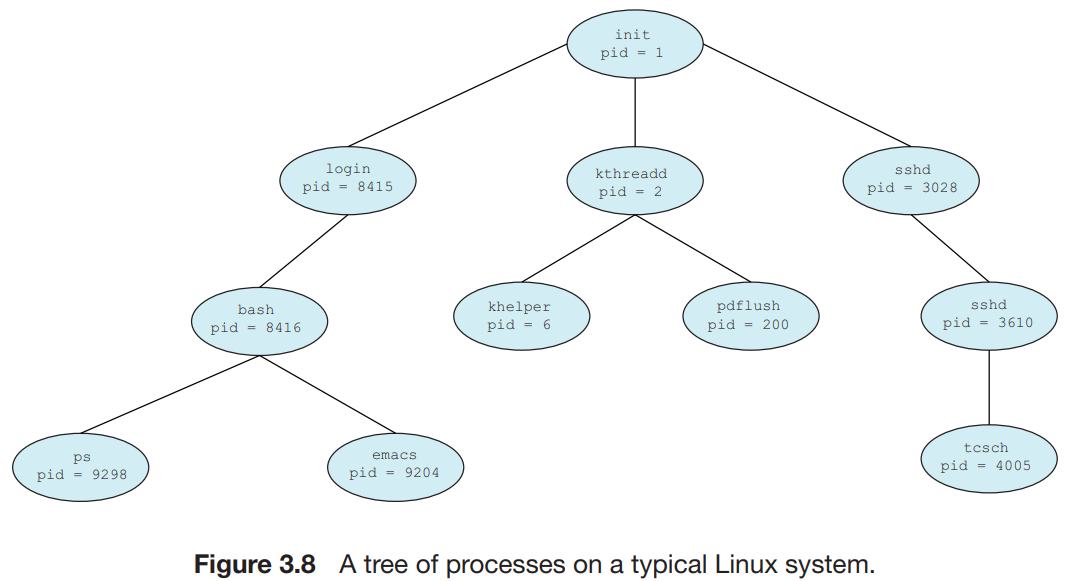 init
pid = 1
login
pid = 8415
kthreadd
pid = 2
sshd
pid = 3028
bash
pid = 8416
khelper
pid = 6
pdflush
pid = 200
sshd
pid = 3610
ps
pid = 9298
emacs
pid = 9204
tcsch
pid = 4005
Figure 3.8 A tree of processes on a typical Linux system.